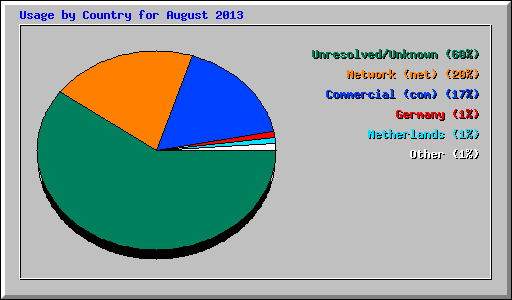 Usage by Country for August 2013
Unresolved/Unknown (60%)
Network (net) (20%)
Commercial (com) (17%)
Germany (1%)
Netherlands (1%)
Other (1%)